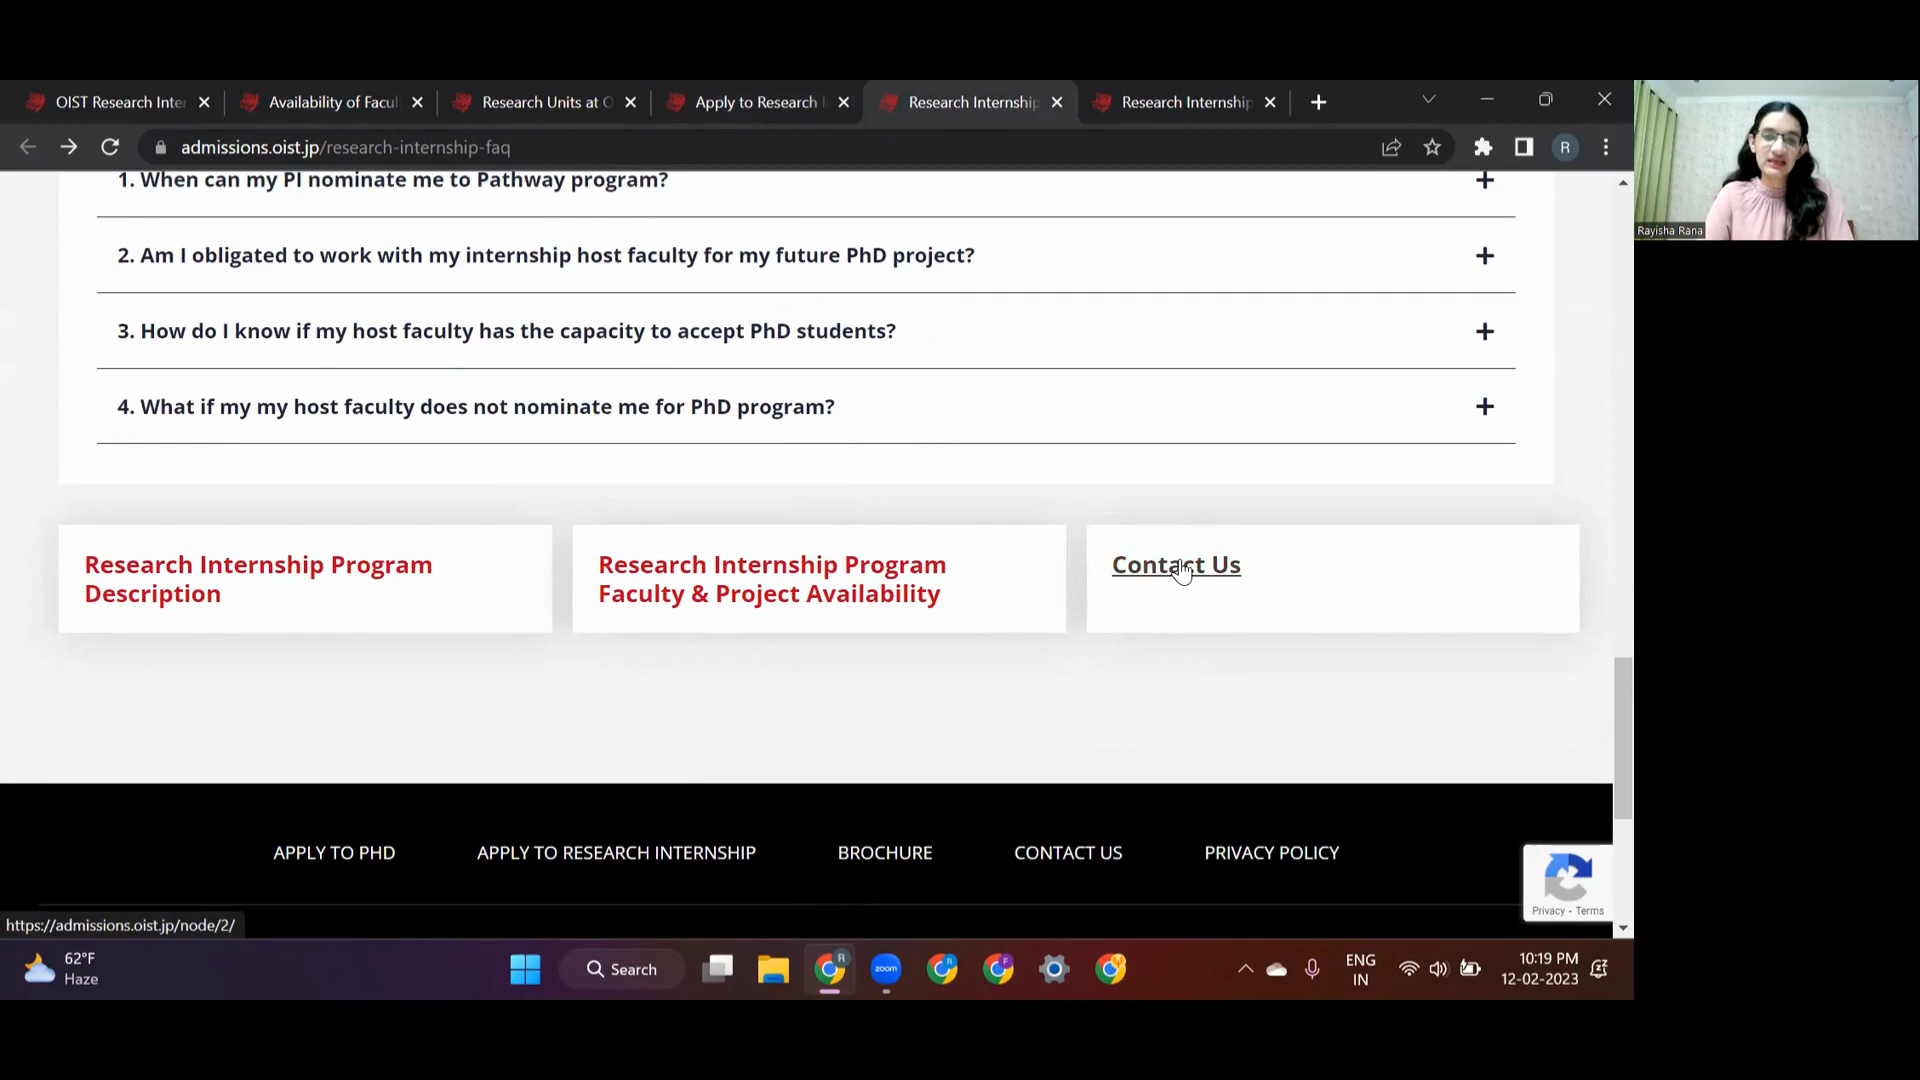 OIST Research Inte
Availability of Facul
Research Units at O
Apply to Research I
Research Internship
Research Internship
admissions.oist.jp/research-internship-faq
R
Rayisha Rana
1. When can my PI nominate me to Pathway program?
2. Am I obligated to work with my internship host faculty for my future PhD project?
3. How do I know if my host faculty has the capacity to accept PhD students?
4. What if my my host faculty does not nominate me for PhD program?
Research Internship Program
Description
Research Internship Program
Faculty & Project Availability
Contact Us
APPLY TO PHD
APPLY TO RESEARCH INTERNSHIP
BROCHURE
CONTACT US
PRIVACY POLICY
Privacy - Terms
https://admissions.oist.jp/node/2/
62°F
Haze
Search
R
zoom
R
F
ENG
IN
10:19 PM
12-02-2023